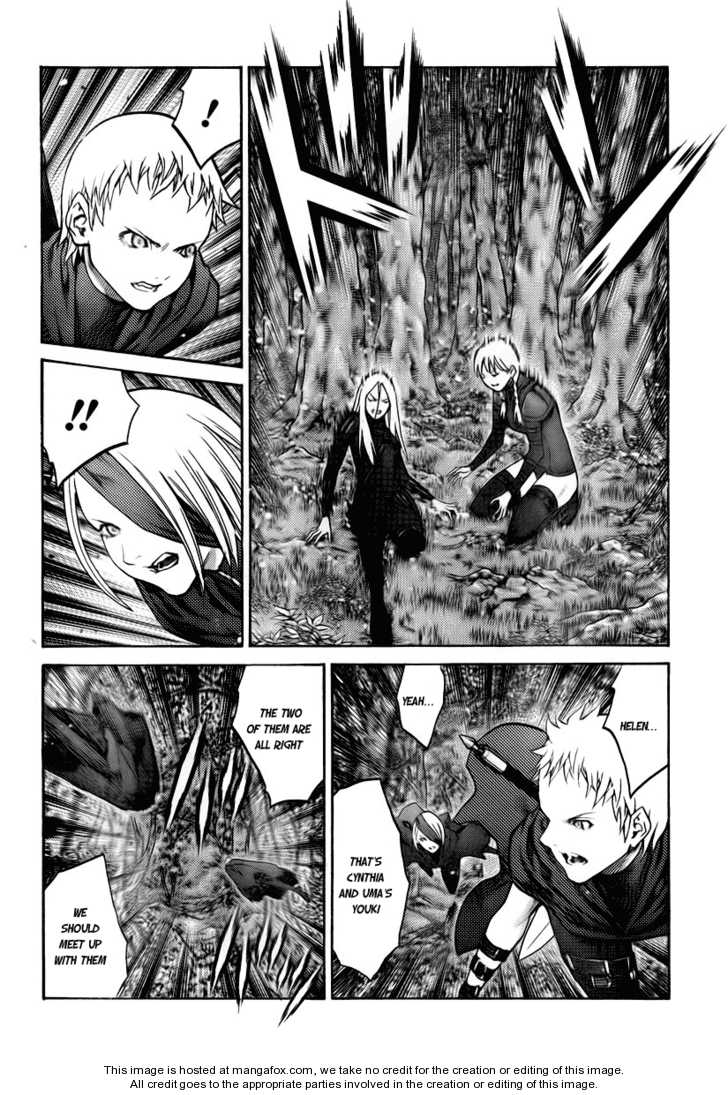 ドン
!
!!
HELEN...
YEAH...
THAT'S
CYNTHIA
AND UMA'S
YOUKI
THE TWO
OF THEM ARE
ALL RIGHT
WE
SHOULD
MEET UP
WITH THEM
This image is hosted at mangafox.com, we take no credit for the creation or editing of this image.
All credit goes to the appropriate parties involved in the creation or editing of this image.